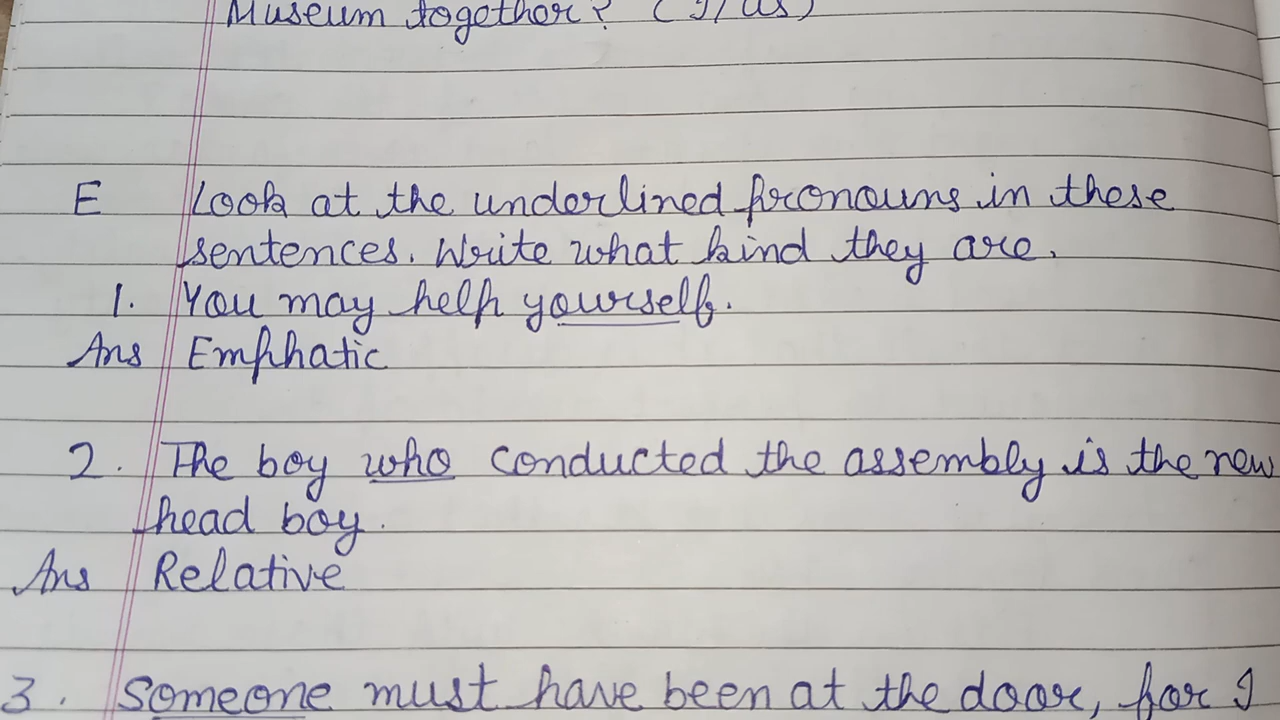 Museum together? (I/us)
E Look at the underlined pronouns in these
sentences. Write what kind they are.
1. You may help yourself.
Ans Emphatic
2. The boy who conducted the assembly is the new
head boy.
Ans Relative
3. Someone must have been at the door, for I